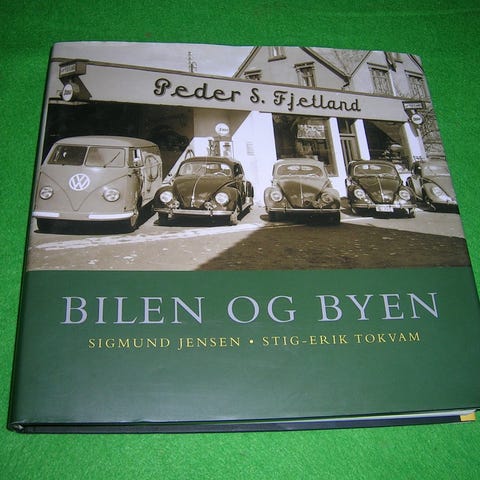 Peder S. Fjetland
BILEN OG BYEN
SIGMUND JENSEN • STIG-ERIK TOKVAM